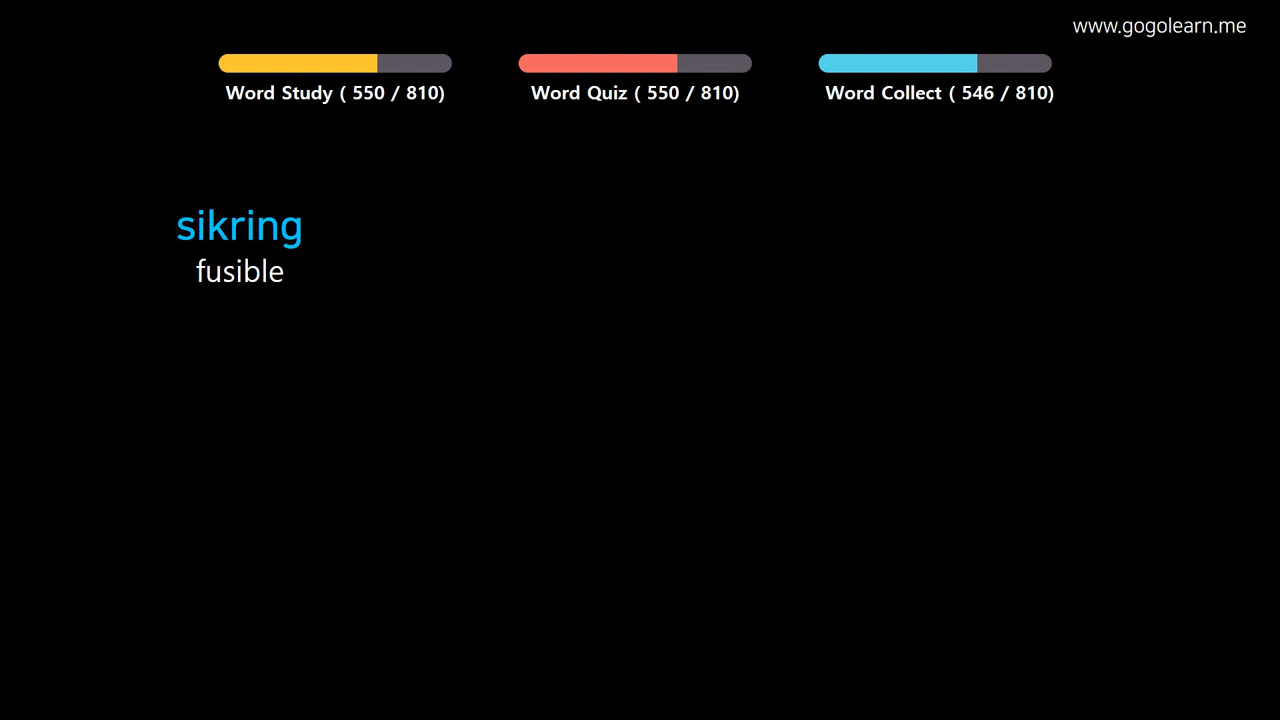 www.gogolearn.me
Word Study ( 550 / 810)
Word Quiz ( 550 / 810)
Word Collect ( 546 / 810)
sikring
fusible